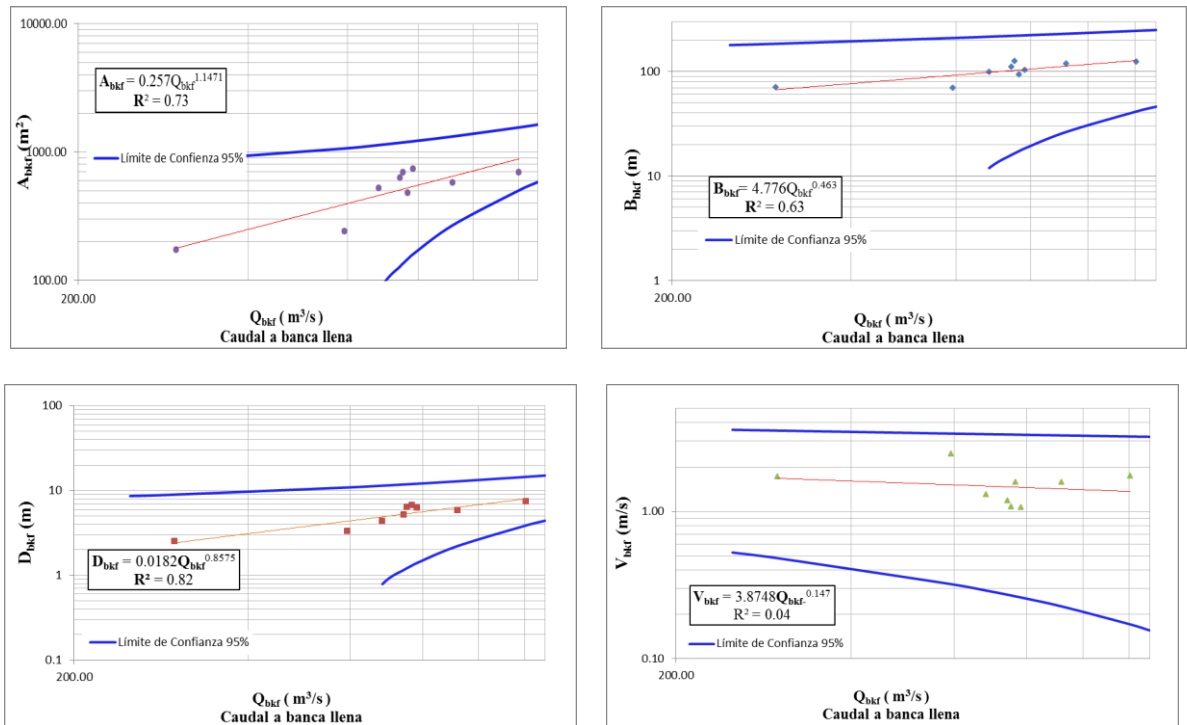 10000.00
A_bkf = 0.257Q_bkf^1.1471
R² = 0.73
1000.00
Límite de Confienza 95%
A_bkf (m²)
100.00
200.00
Q_bkf ( m³/s)
Caudal a banca llena
100
10
B_bkf (m)
B_bkf = 4.776Q_bkf^0.463
R² = 0.63
Límite de Confianza 95%
1
200.00
Q_bkf ( m³/s)
Caudal a banca llena
100
10
D_bkf (m)
1
D_bkf = 0.0182Q_bkf^0.8575
R² = 0.82
Límite de Confianza 95%
0.1
200.00
Q_bkf ( m³/s)
Caudal a banca llena
1.00
V_bkf (m/s)
V_bkf = 3.8748Q_bkf-^0.147
R² = 0.04
Límite de Confianza 95%
0.10
200.00
Q_bkf ( m³/s)
Caudal a banca llena